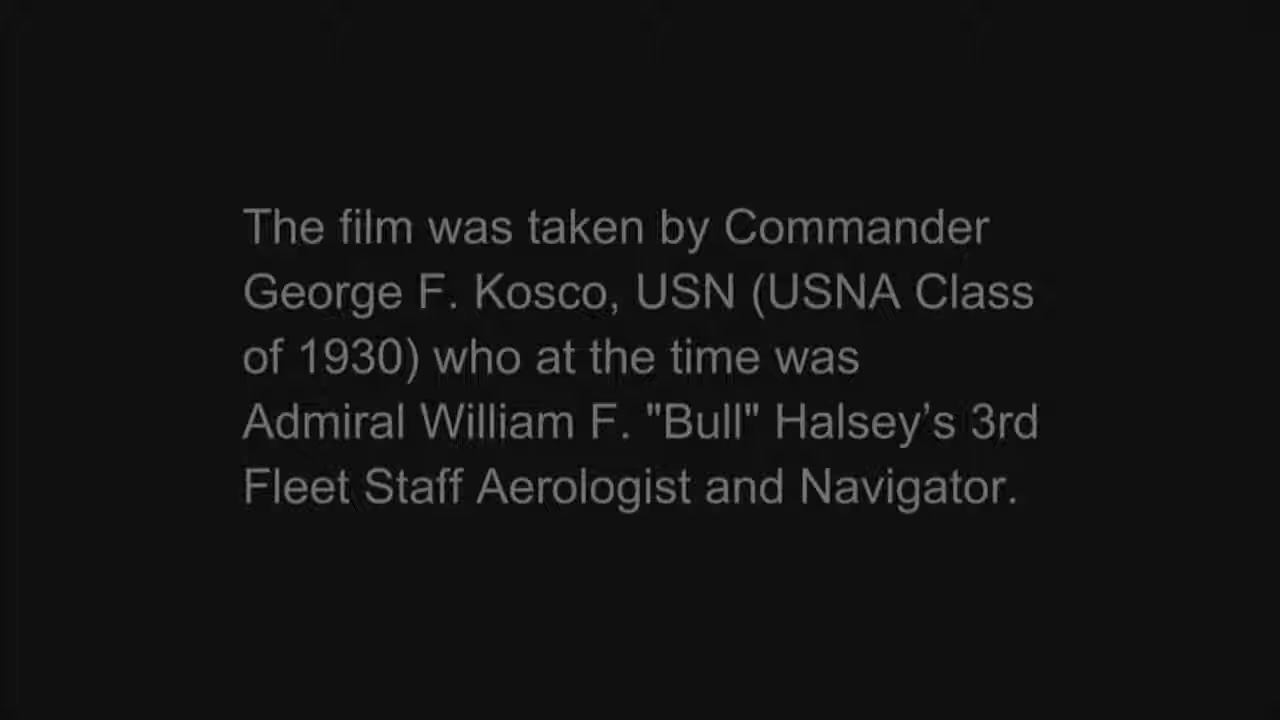 The film was taken by Commander
George F. Kosco, USN (USNA Class
of 1930) who at the time was
Admiral William F. "Bull" Halsey’s 3rd
Fleet Staff Aerologist and Navigator.